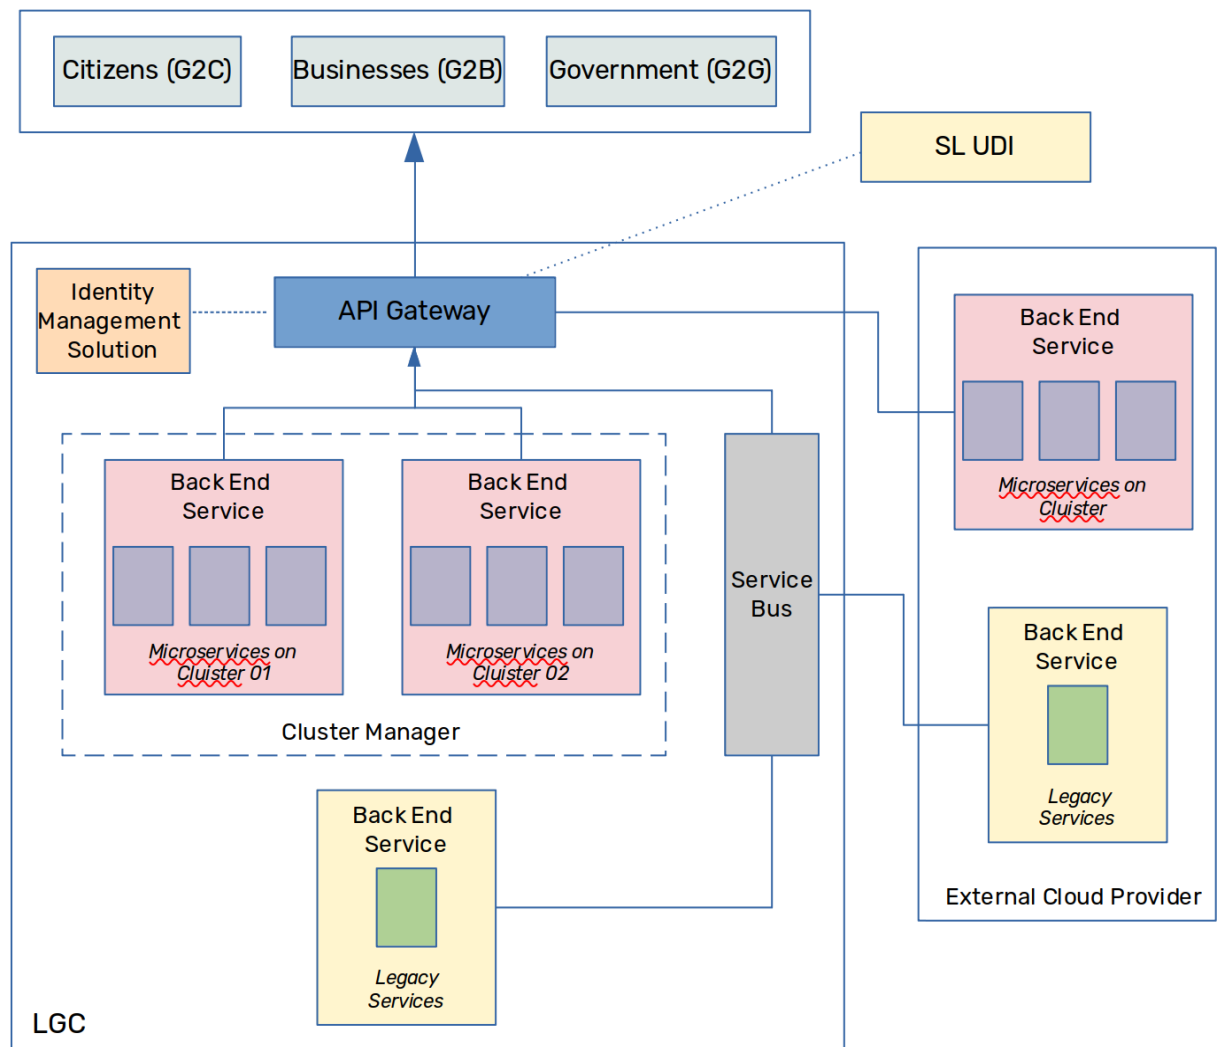 Citizens (G2C)
Businesses (G2B)
Government (G2G)
SL UDI
Identity
Management
Solution
API Gateway
Back End
Service
Microservices on
Cluister
Back End
Service
Microservices on
Cluister 01
Back End
Service
Microservices on
Cluister 02
Cluster Manager
Service
Bus
Back End
Service
Legacy
Services
External Cloud Provider
Back End
Service
Legacy
Services
LGC